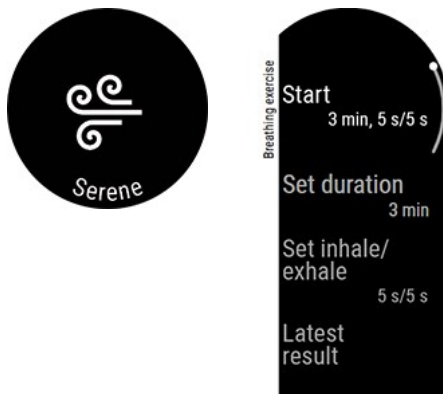 Serene
Breathing exercise
Start
3 min, 5 s/5 s
Set duration
3 min
Set inhale/
exhale
5 s/5 s
Latest
result